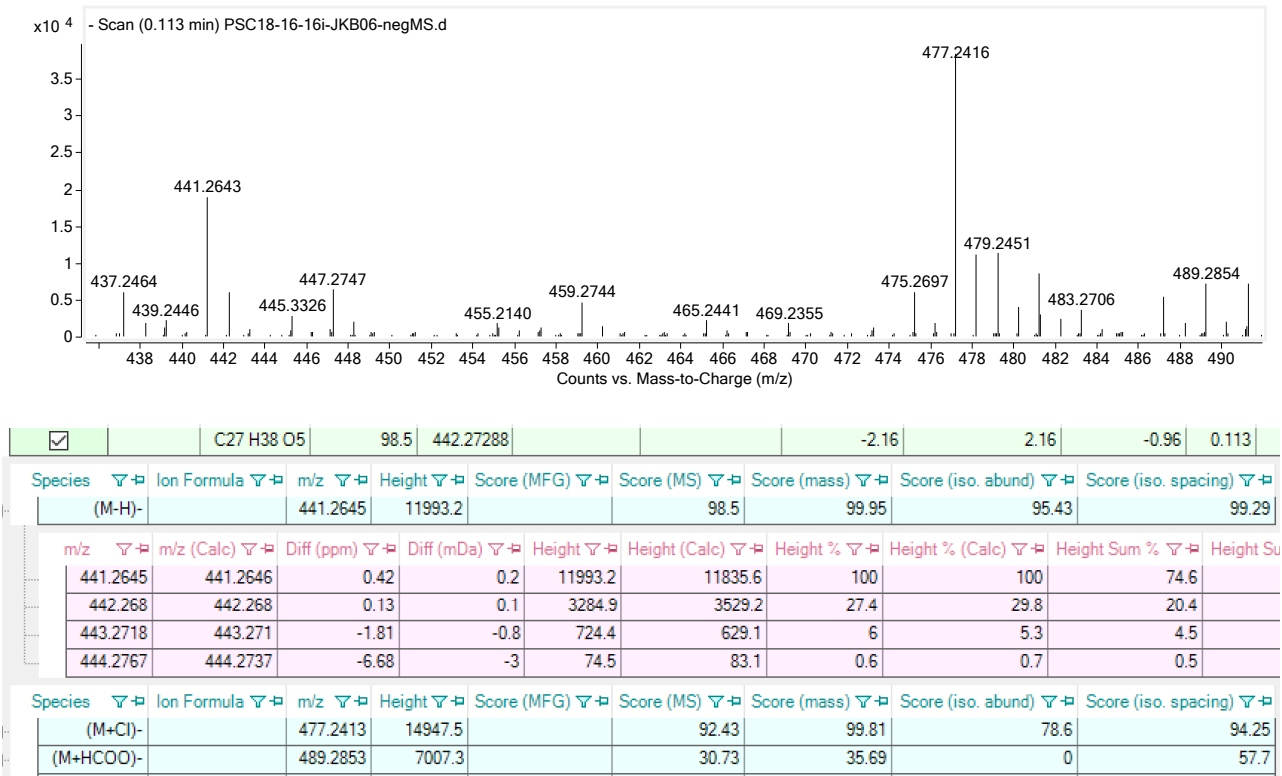 x10 4
- Scan (0.113 min) PSC18-16-16i-JKB06-negMS.d
477.2416
3.5
3
2.5
2
441.2643
1.5
479.2451
1
437.2464
447.2747
475.2697
489.2854
0.5
439.2446
445.3326
455.2140
459.2744
465.2441
469.2355
483.2706
0
438 440 442 444 446 448 450 452 454 456 458 460 462 464 466 468 470 472 474 476 478 480 482 484 486 488 490
Counts vs. Mass-to-Charge (m/z)
C27 H38 O5 98.5 442.27288 -2.16 2.16 -0.96 0.113
Species Ion Formula m/z Height Score (MFG) Score (MS) Score (mass) Score (iso. abund) Score (iso. spacing)
(M-H)- 441.2645 11993.2 98.5 99.95 95.43 99.29
m/z m/z (Calc) Diff (ppm) Diff (mDa) Height Height (Calc) Height % Height % (Calc) Height Sum % Height Su
441.2645 441.2646 0.42 0.2 11993.2 11835.6 100 100 74.6
442.268 442.268 0.13 0.1 3284.9 3529.2 27.4 29.8 20.4
443.2718 443.271 -1.81 -0.8 724.4 629.1 6 5.3 4.5
444.2767 444.2737 -6.68 -3 74.5 83.1 0.6 0.7 0.5
Species Ion Formula m/z Height Score (MFG) Score (MS) Score (mass) Score (iso. abund) Score (iso. spacing)
(M+Cl)- 477.2413 14947.5 92.43 99.81 78.6 94.25
(M+HCOO)- 489.2853 7007.3 30.73 35.69 0 57.7